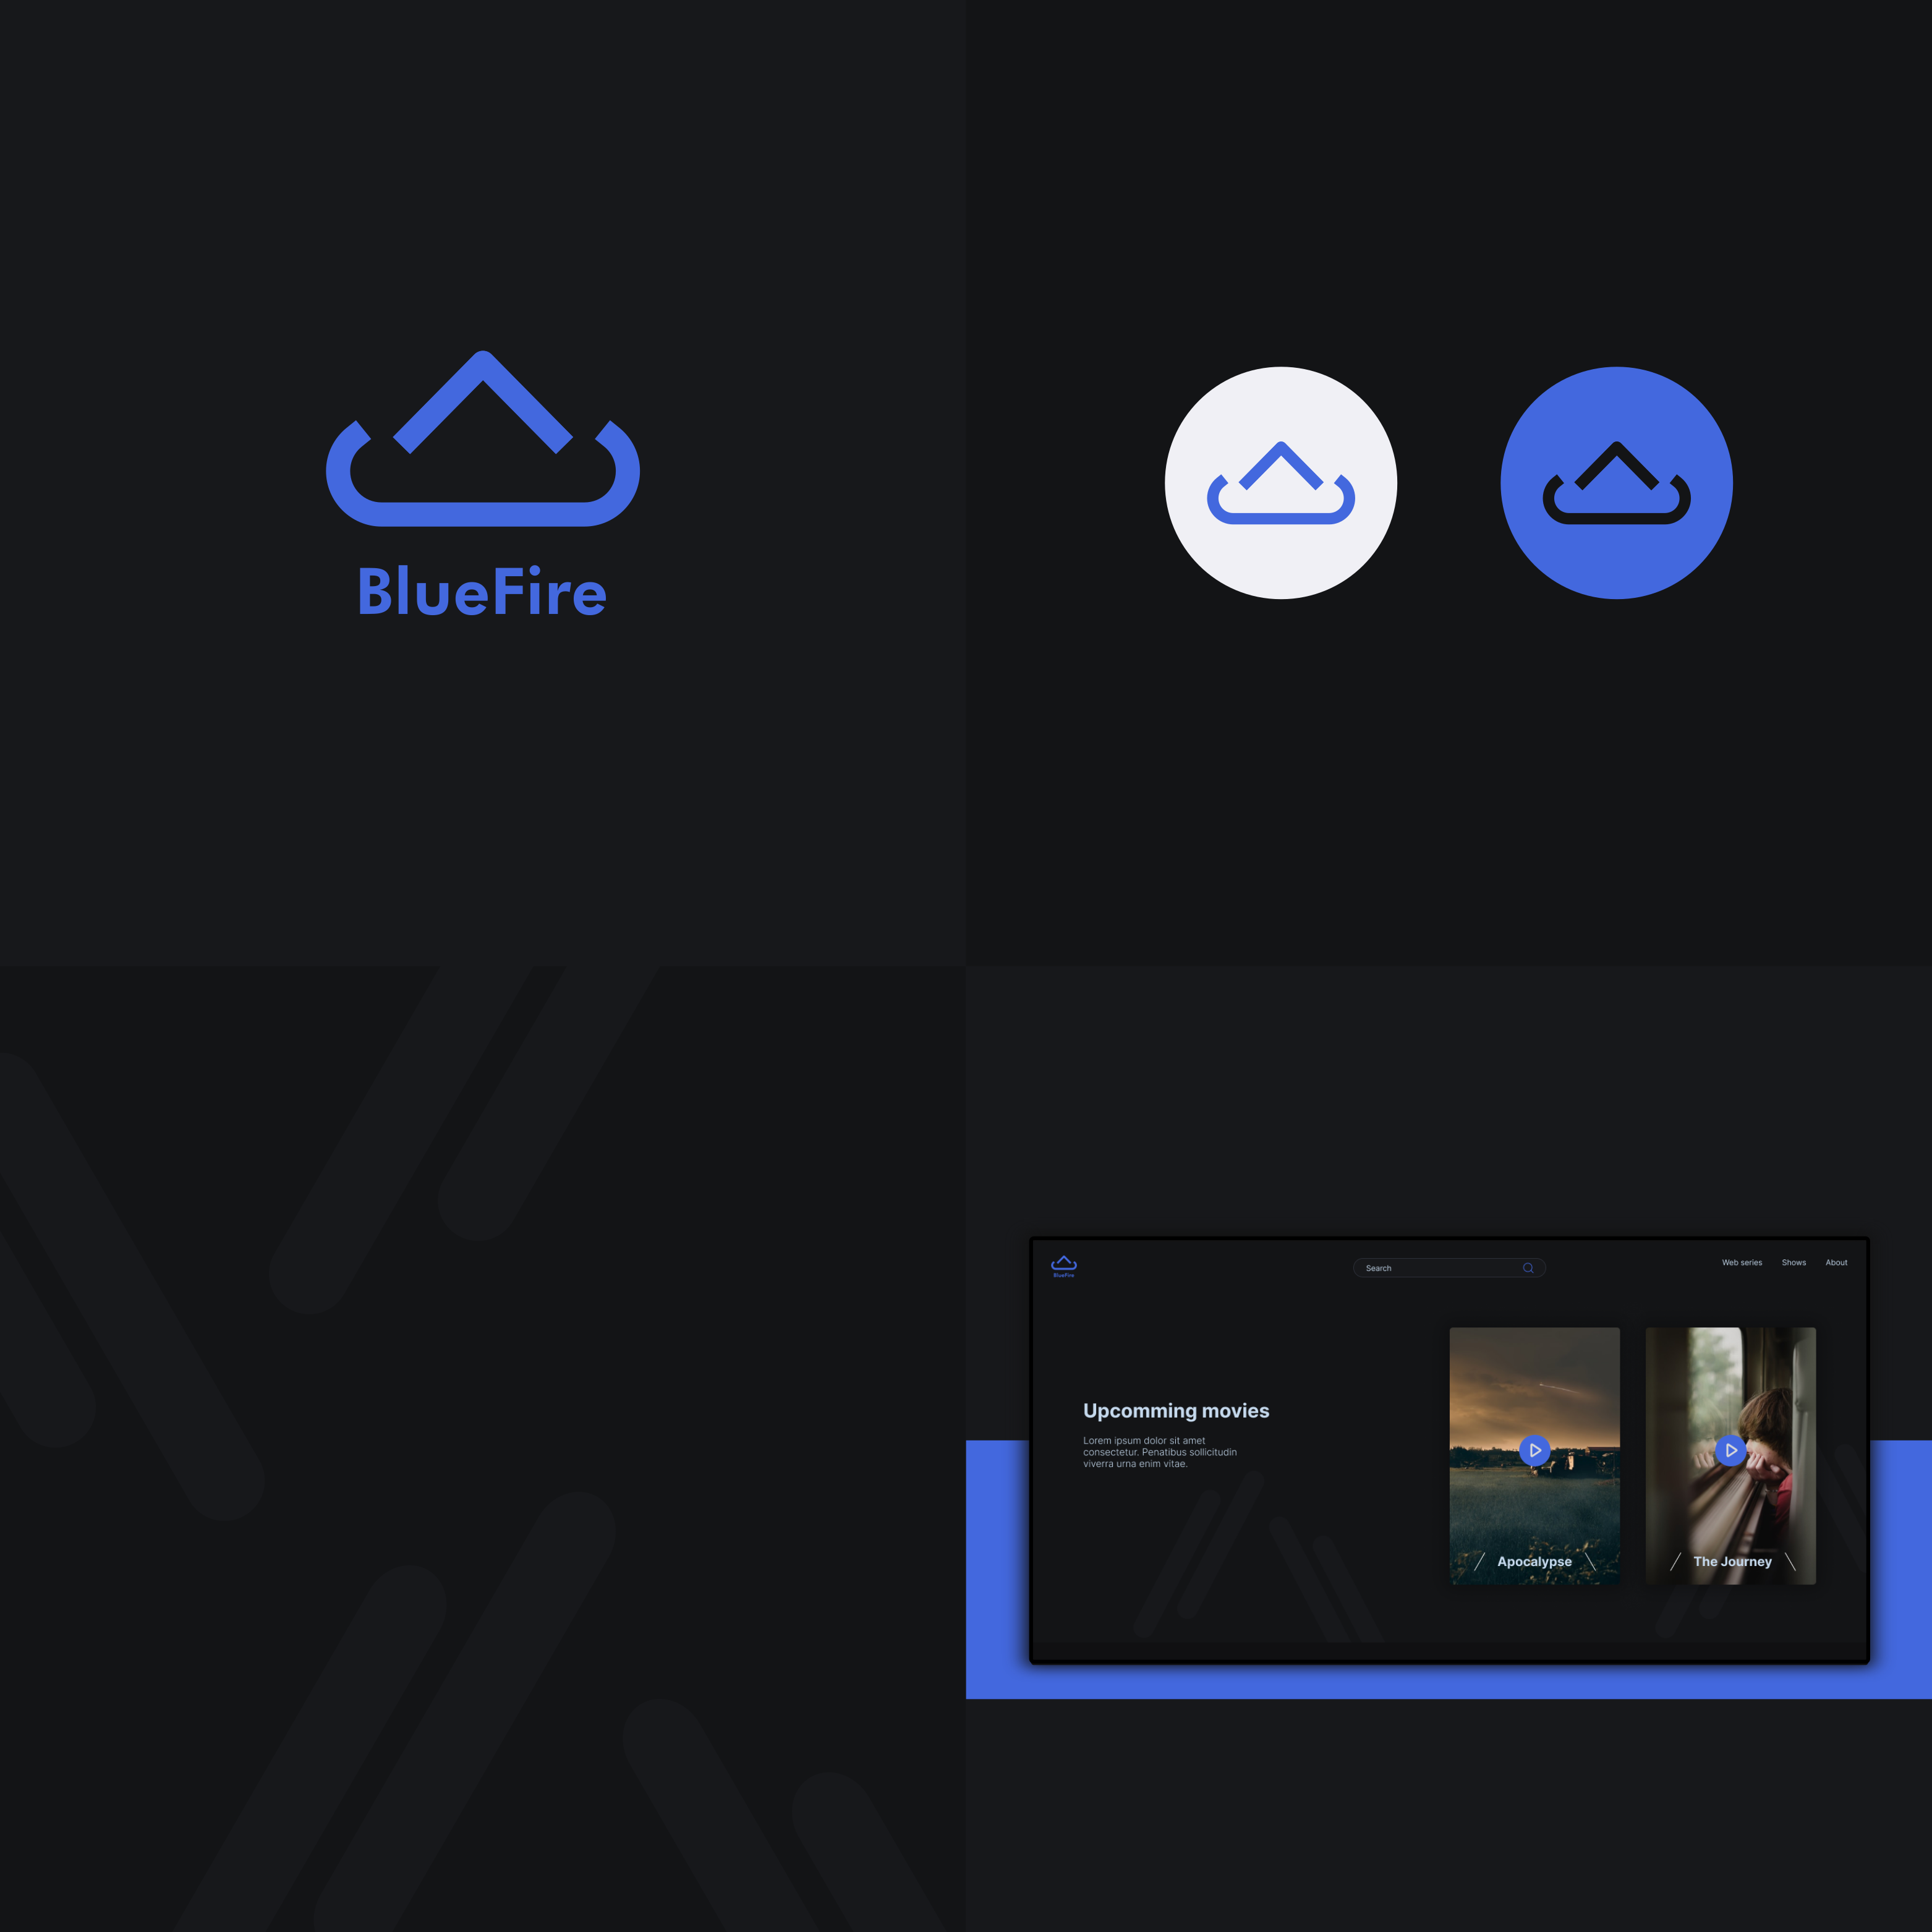 BlueFire
BlueFire
Search
Web series
Shows
About
Upcomming movies
Lorem ipsum dolor sit amet
consectetur. Penatibus sollicitudin
viverra urna enim vitae.
Apocalypse
The Journey